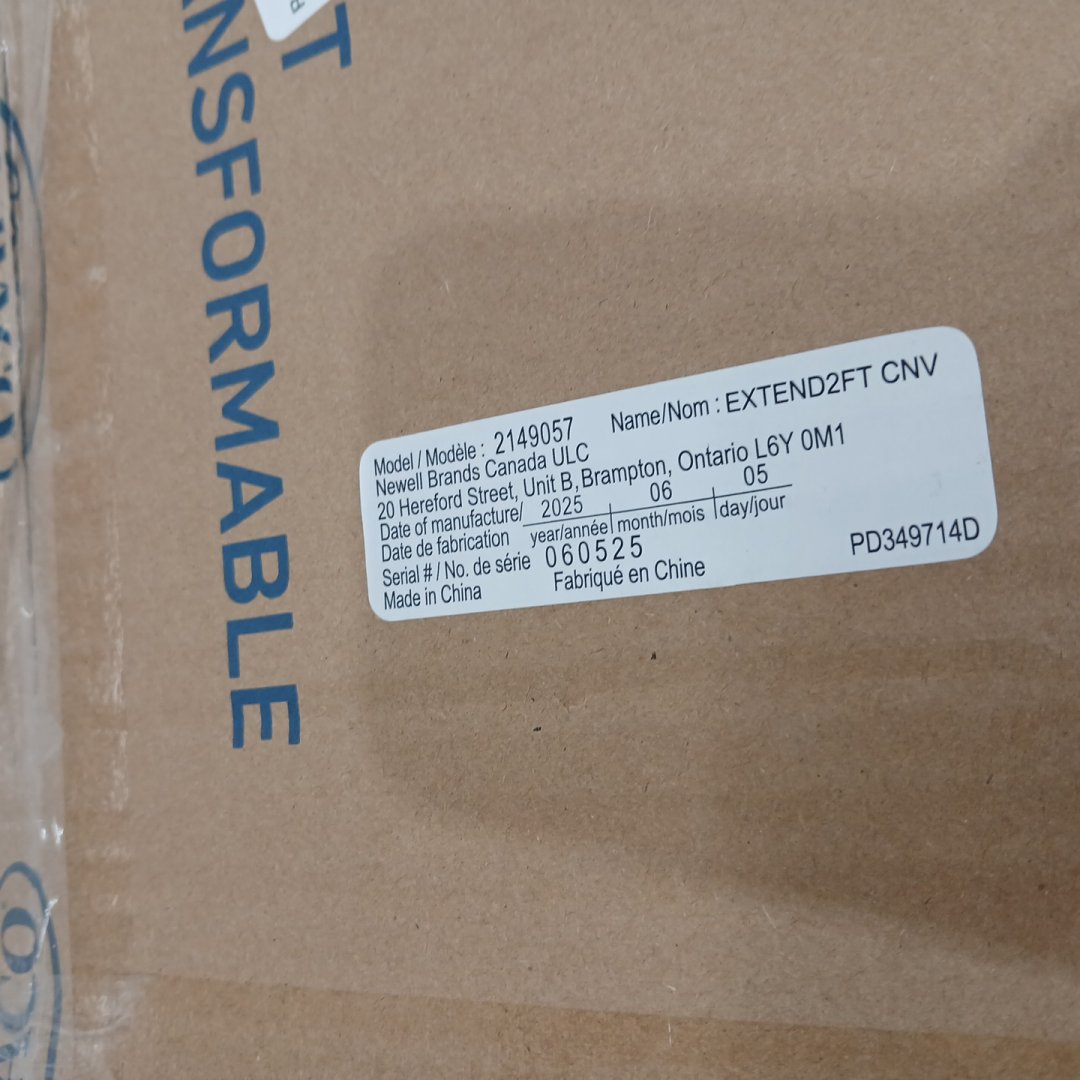 T
ANSFORMABLE
Model / Modèle : 2149057 Name/Nom : EXTEND2FT CNV
Newell Brands Canada ULC
20 Hereford Street, Unit B, Brampton, Ontario L6Y 0M1
Date of manufacture/ 2025 06 05
Date de fabrication year/année month/mois day/jour
Serial # / No. de série 060525
Made in China Fabriqué en Chine PD349714D